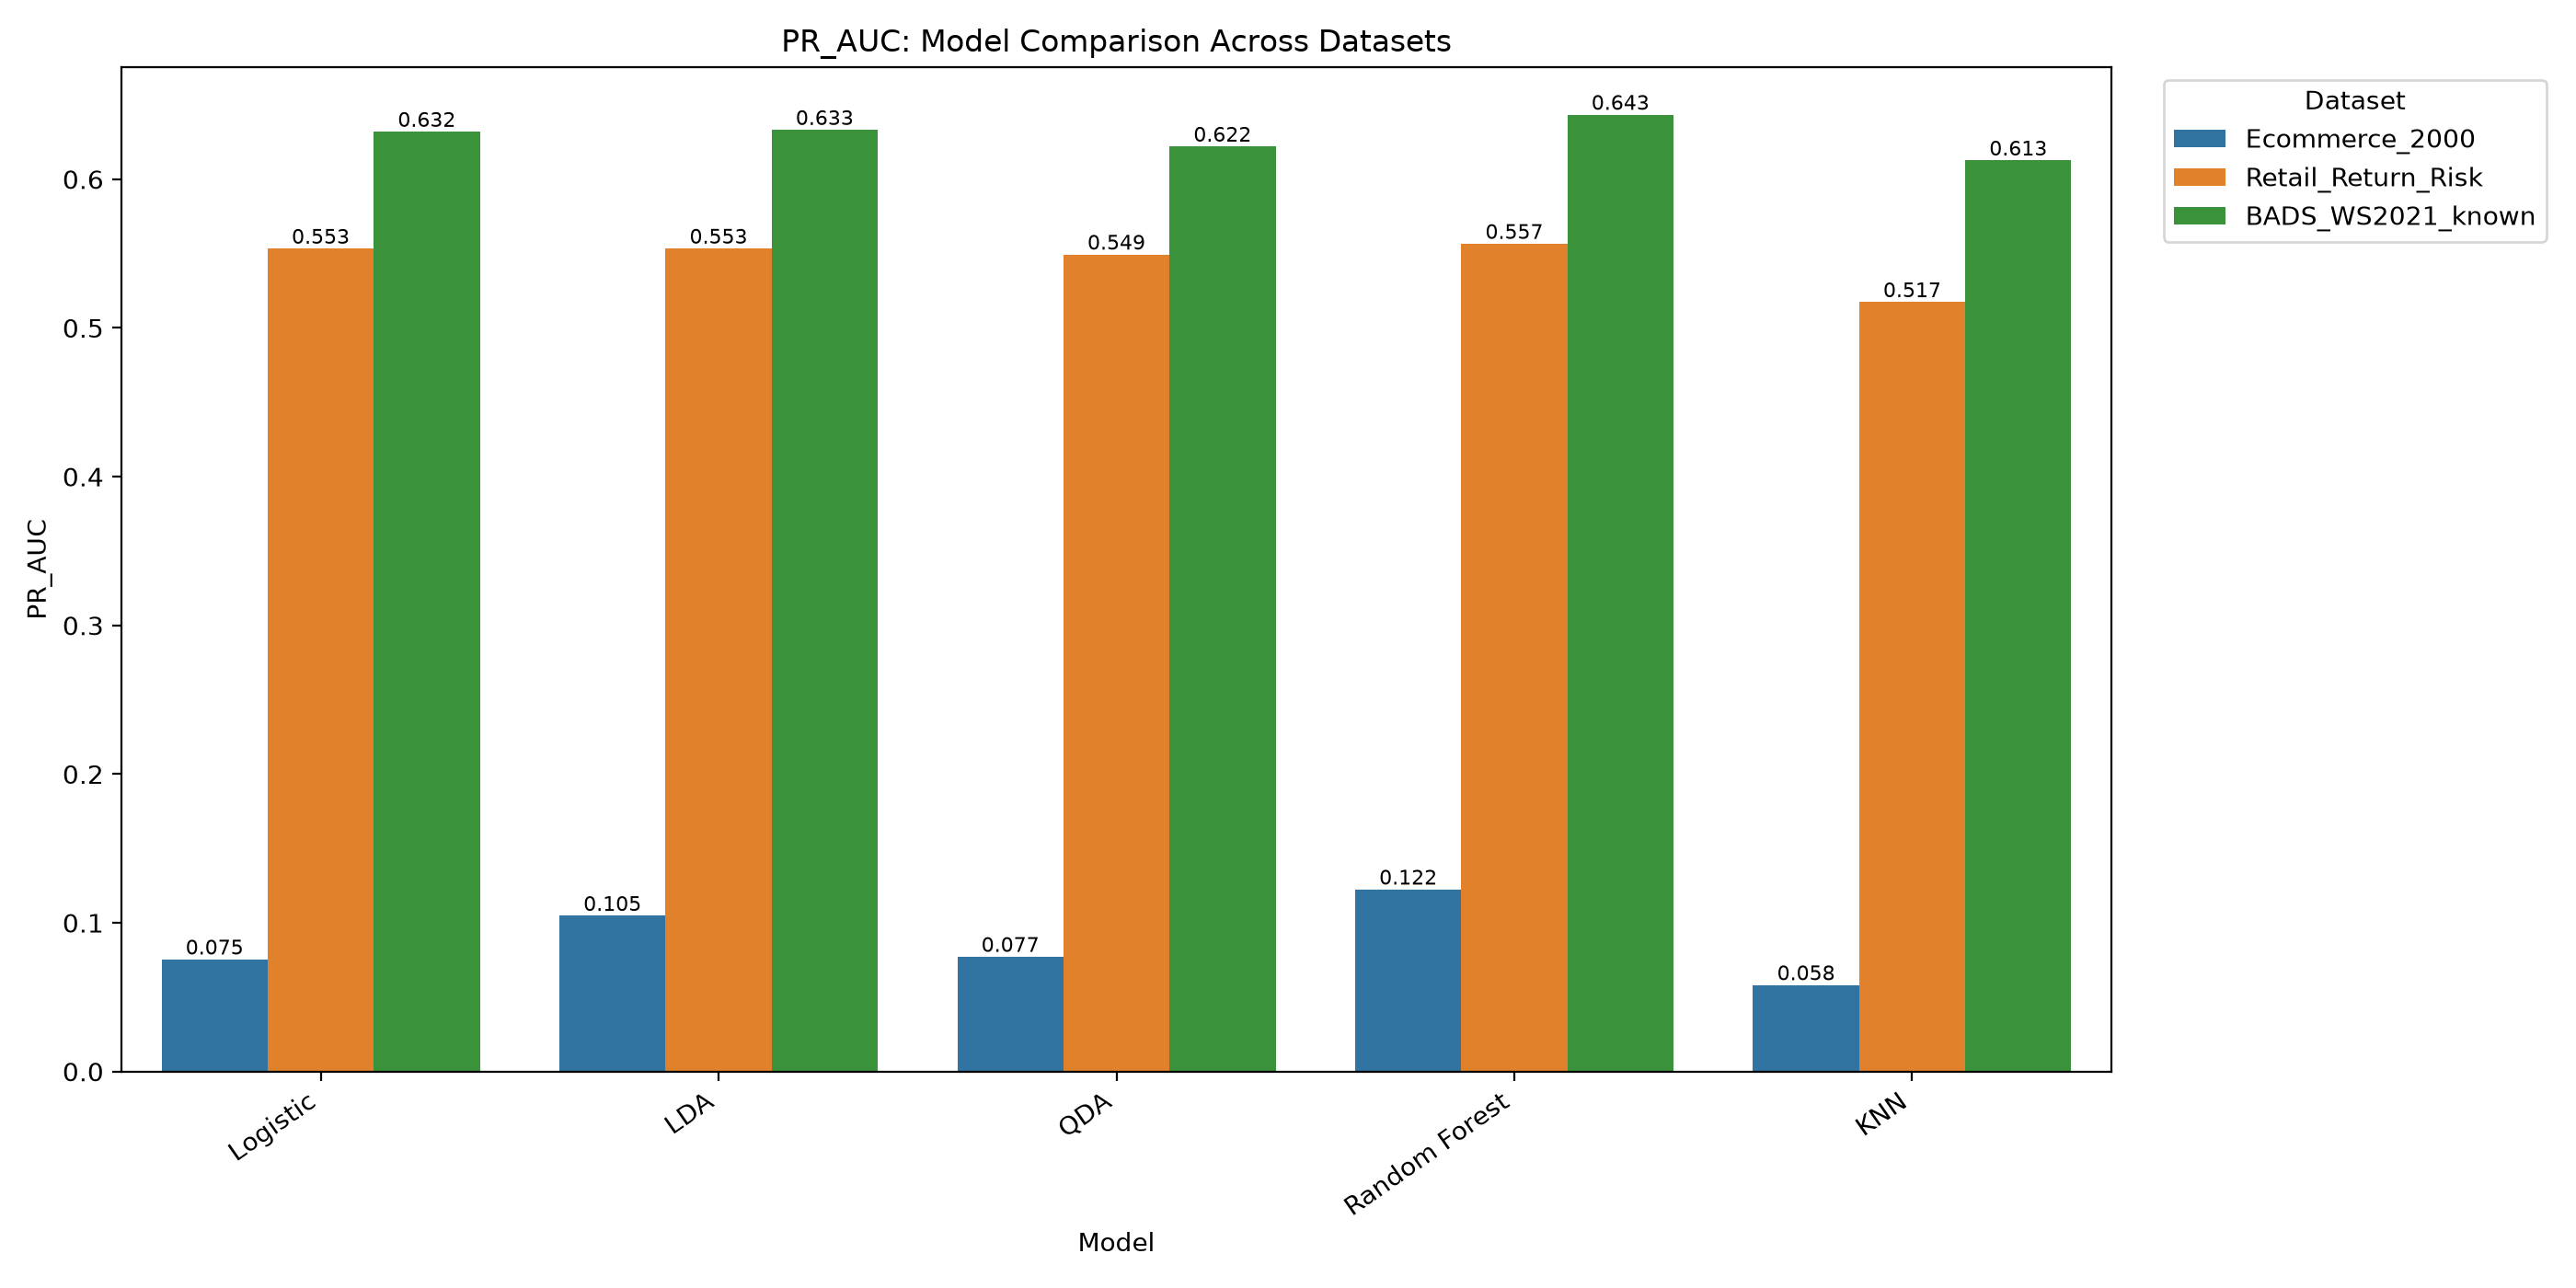 PR_AUC: Model Comparison Across Datasets
Dataset
Ecommerce_2000
Retail_Return_Risk
BADS_WS2021_known
PR_AUC
0.6
0.5
0.4
0.3
0.2
0.1
0.0
0.075
0.553
0.632
0.105
0.553
0.633
0.077
0.549
0.622
0.122
0.557
0.643
0.058
0.517
0.613
Logistic
LDA
QDA
Random Forest
KNN
Model